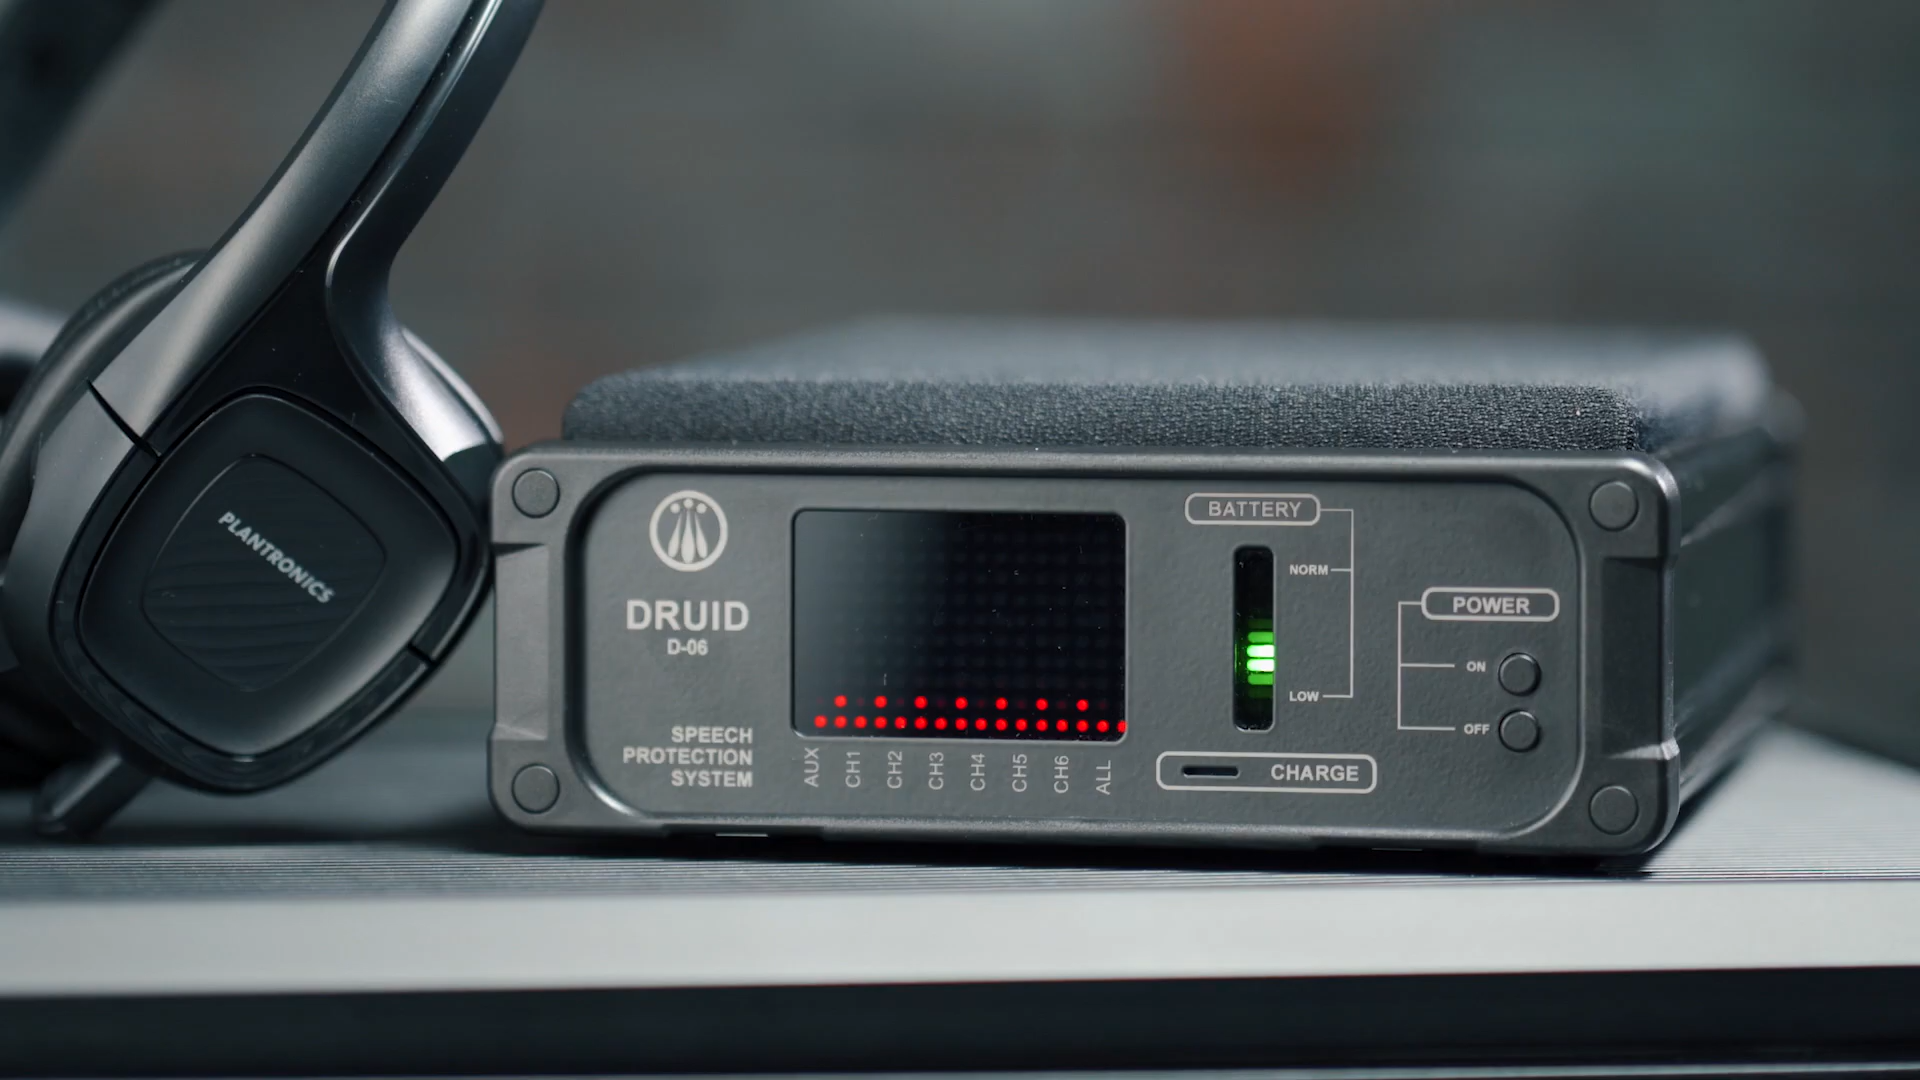 PLANTRONICS
DRUID
D-06
SPEECH
PROTECTION
SYSTEM
AUX
CH1
CH2
CH3
CH4
CH5
CH6
ALL
BATTERY
NORM
LOW
CHARGE
POWER
ON
OFF